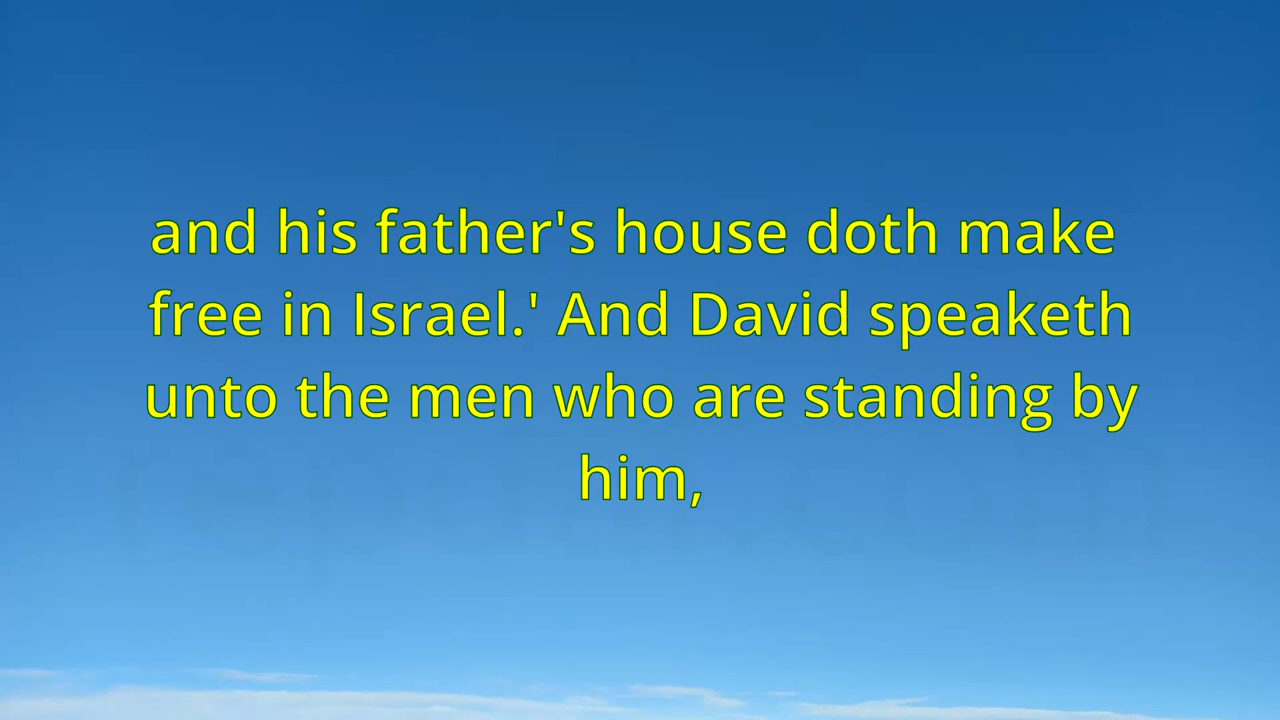 and his father's house doth make
free in Israel.' And David speaketh
unto the men who are standing by
him,